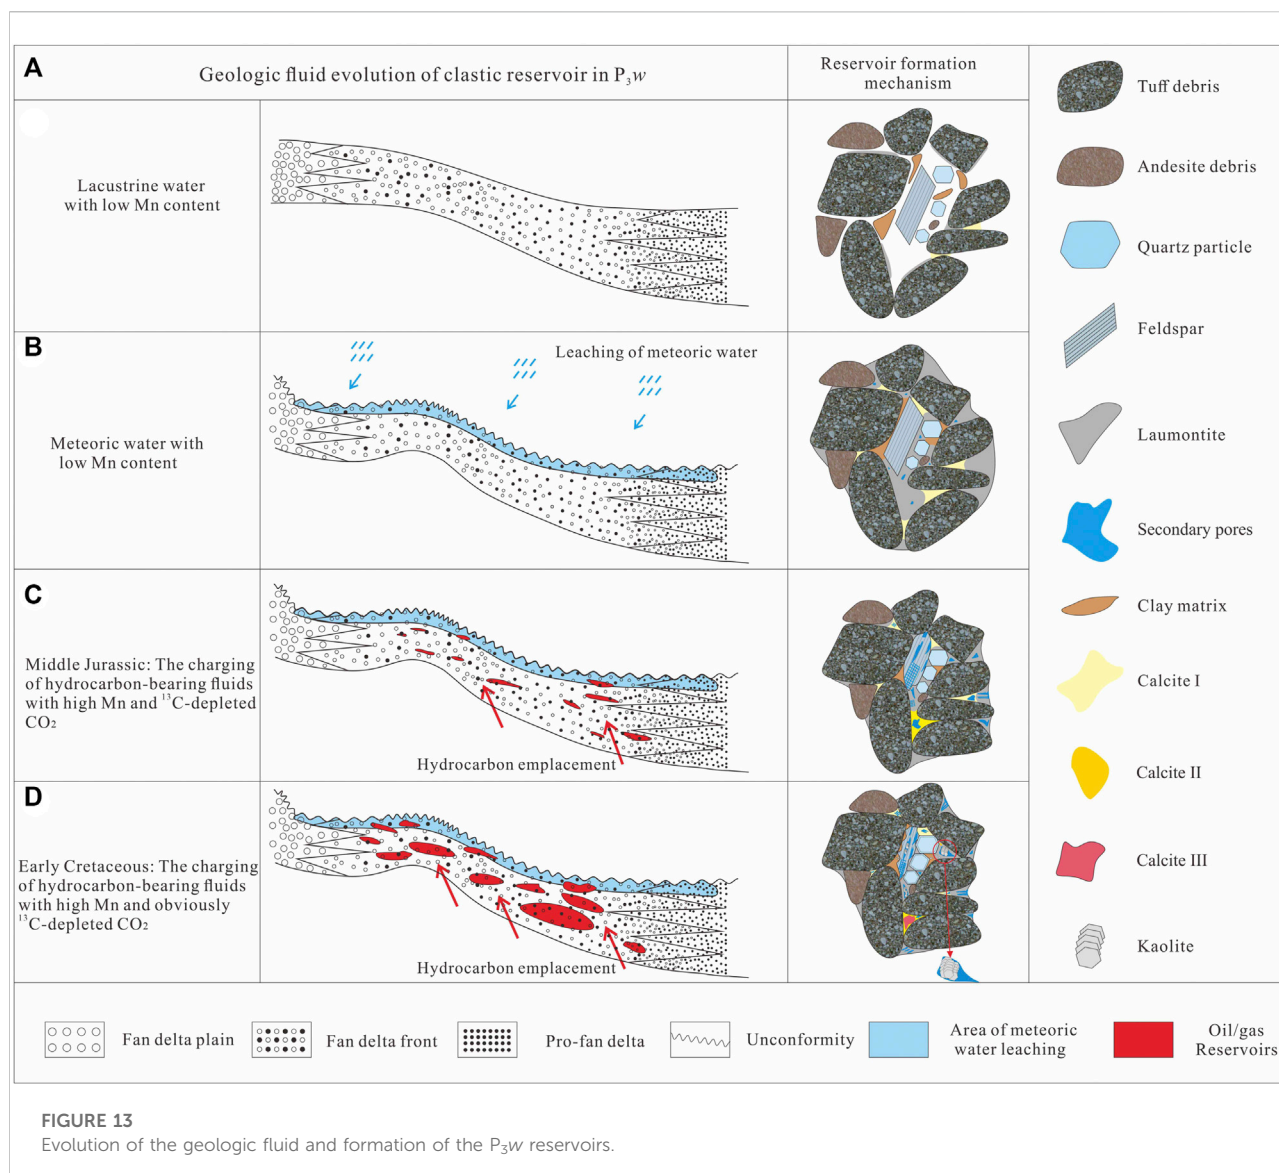 A
Geologic fluid evolution of clastic reservoir in P₃w
Reservoir formation
mechanism
Lacustrine water
with low Mn content
B
Leaching of meteoric water
Meteoric water with
low Mn content
C
Middle Jurassic: The charging
of hydrocarbon-bearing fluids
with high Mn and ¹³C-depleted
CO₂
Hydrocarbon emplacement
D
Early Cretaceous: The charging
of hydrocarbon-bearing fluids
with high Mn and obviously
¹³C-depleted CO₂
Hydrocarbon emplacement
Tuff debris
Andesite debris
Quartz particle
Feldspar
Laumontite
Secondary pores
Clay matrix
Calcite I
Calcite II
Calcite III
Kaolite
Fan delta plain
Fan delta front
Pro-fan delta
Unconformity
Area of meteoric
water leaching
Oil/gas
Reservoirs
FIGURE 13
Evolution of the geologic fluid and formation of the P₃w reservoirs.